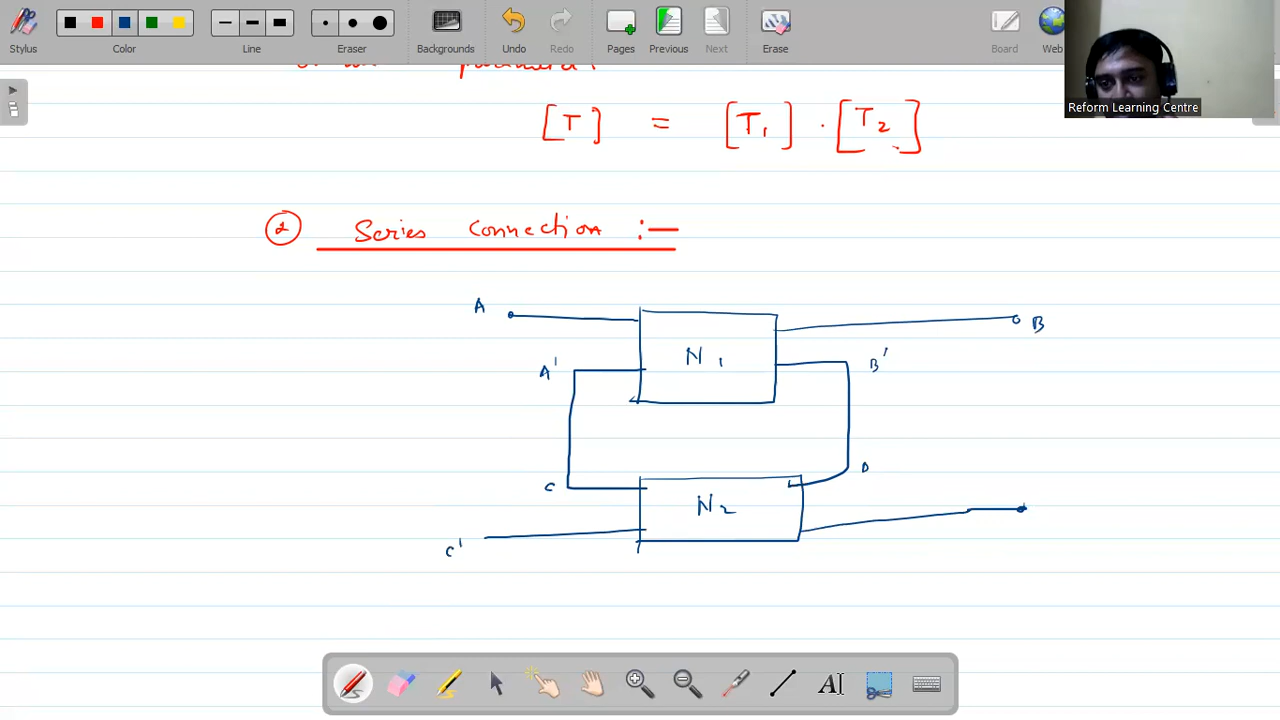 Stylus Color Line Eraser Backgrounds Undo Redo Pages Previous Next Erase Board Web
Reform Learning Centre
[T] = [T1] . [T2]
2 Series Connection :-
A
B
N1
A'
B'
C
D
N2
C'